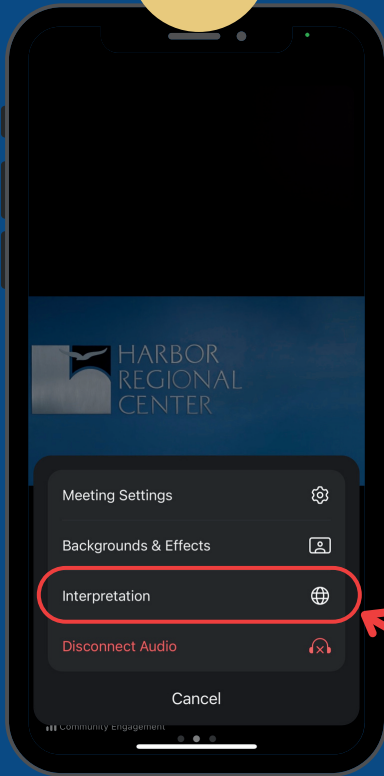 HARBOR
REGIONAL
CENTER
Meeting Settings
Backgrounds & Effects
Interpretation
Disconnect Audio
Cancel
Community Engagement